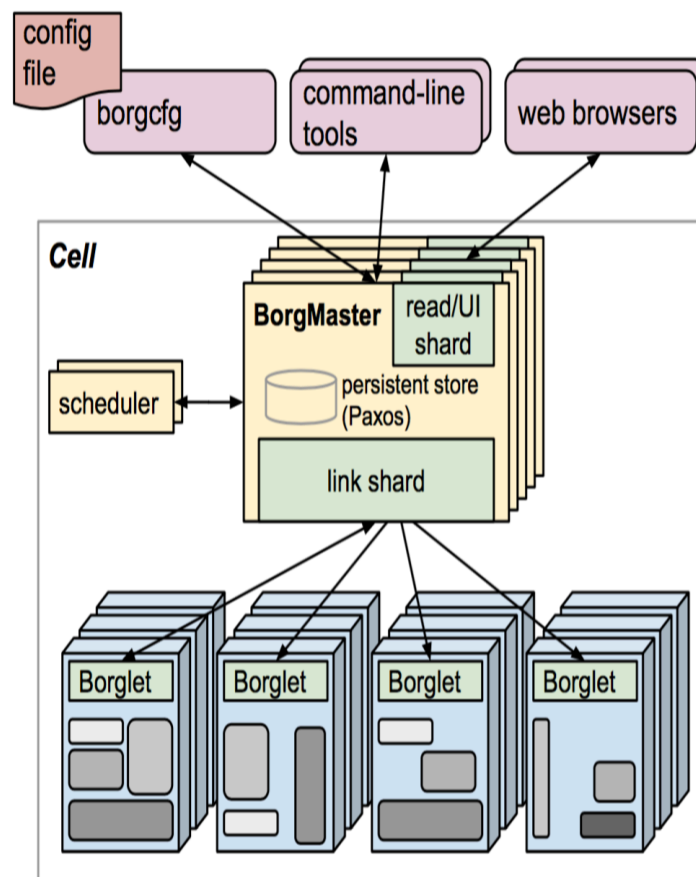 config
file
borgcfg
command-line
tools
web browsers
Cell
BorgMaster
read/UI
shard
persistent store
(Paxos)
scheduler
link shard
Borglet
Borglet
Borglet
Borglet